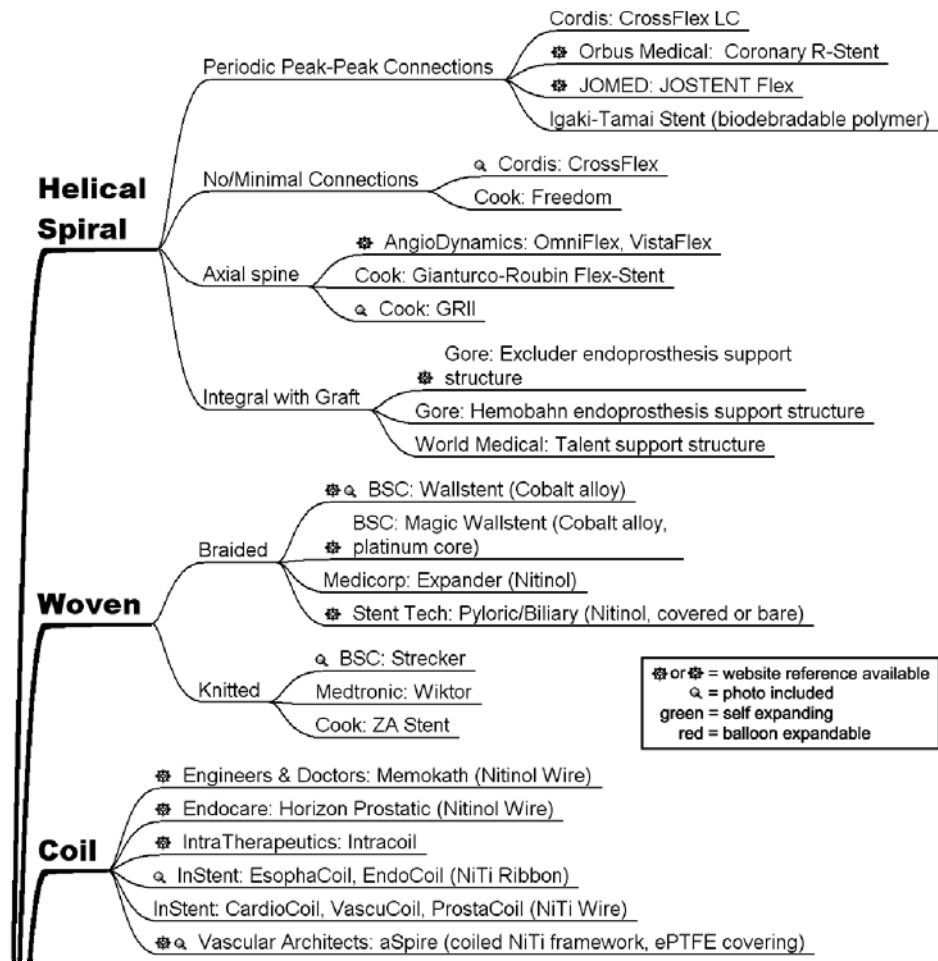 Helical
Spiral
Periodic Peak-Peak Connections
Cordis: CrossFlex LC
Orbus Medical: Coronary R-Stent
JOMED: JOSTENT Flex
Igaki-Tamai Stent (biodebradable polymer)
No/Minimal Connections
Cordis: CrossFlex
Cook: Freedom
Axial spine
AngioDynamics: OmniFlex, VistaFlex
Cook: Gianturco-Roubin Flex-Stent
Cook: GRII
Integral with Graft
Gore: Excluder endoprosthesis support
structure
Gore: Hemobahn endoprosthesis support structure
World Medical: Talent support structure
Woven
Braided
BSC: Wallstent (Cobalt alloy)
BSC: Magic Wallstent (Cobalt alloy,
platinum core)
Medicorp: Expander (Nitinol)
Stent Tech: Pyloric/Biliary (Nitinol, covered or bare)
Knitted
BSC: Strecker
Medtronic: Wiktor
Cook: ZA Stent
or = website reference available
= photo included
green = self expanding
red = balloon expandable
Coil
Engineers & Doctors: Memokath (Nitinol Wire)
Endocare: Horizon Prostatic (Nitinol Wire)
IntraTherapeutics: Intracoil
InStent: EsophaCoil, EndoCoil (NiTi Ribbon)
InStent: CardioCoil, VascuCoil, ProstaCoil (NiTi Wire)
Vascular Architects: aSpire (coiled NiTi framework, ePTFE covering)